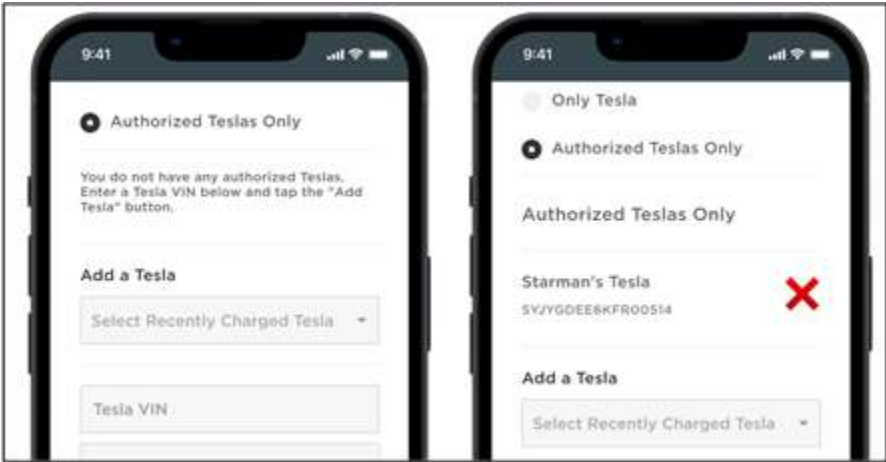 9:41
Authorized Teslas Only
You do not have any authorized Teslas.
Enter a Tesla VIN below and tap the "Add
Tesla" button.
Add a Tesla
Select Recently Charged Tesla
Tesla VIN
9:41
Only Tesla
Authorized Teslas Only
Authorized Teslas Only
Starman's Tesla
5YJYGDEE6KFR00514
Add a Tesla
Select Recently Charged Tesla